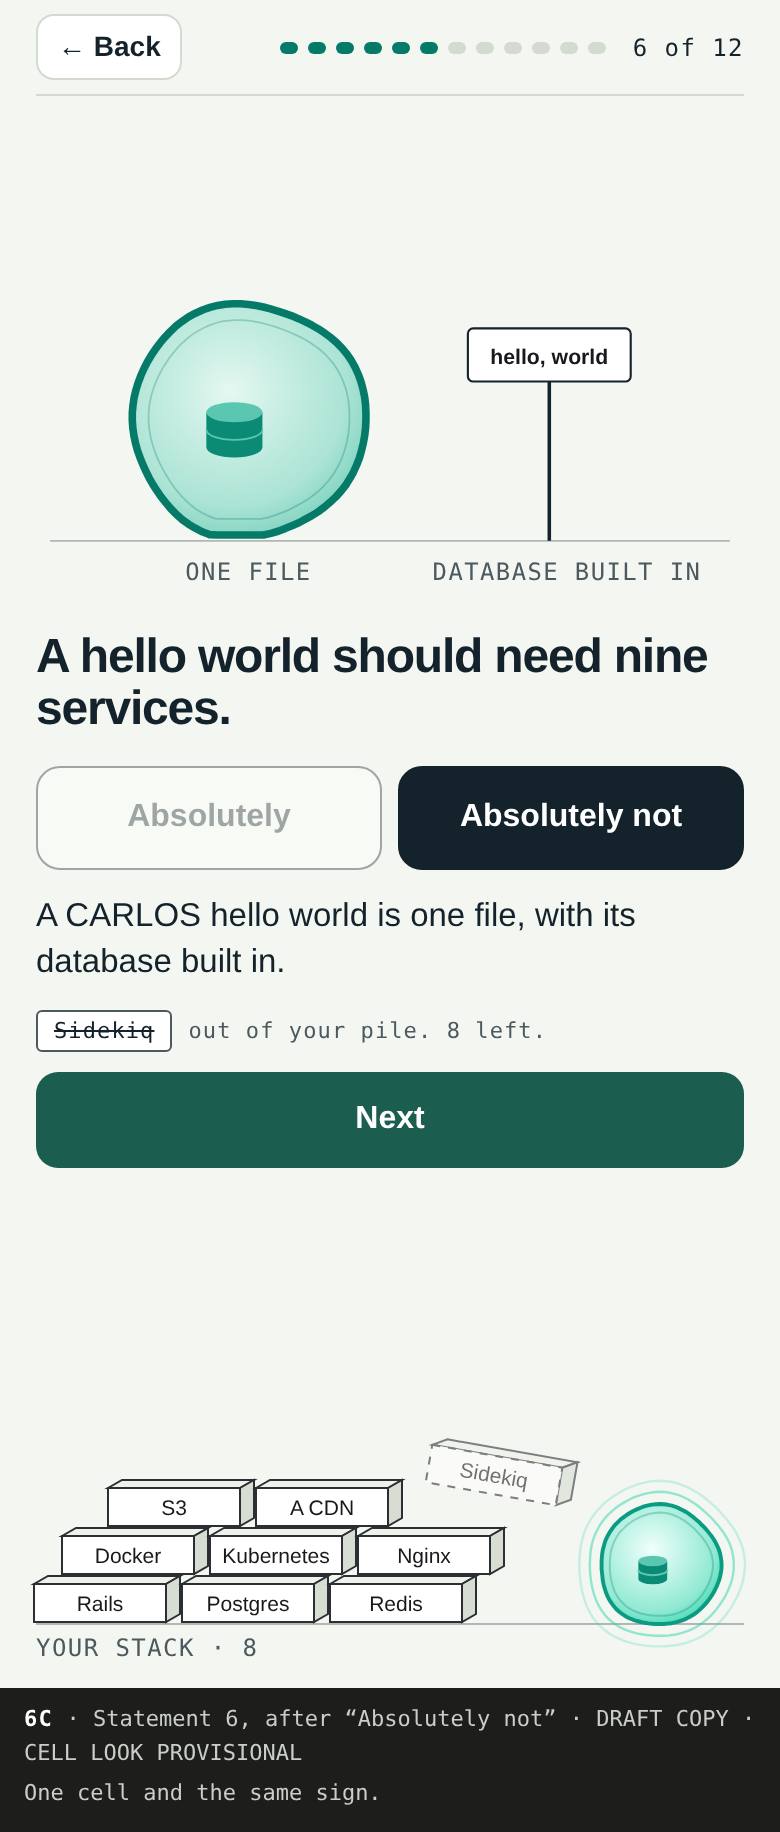 ← Back
6 of 12
hello, world
ONE FILE
DATABASE BUILT IN
A hello world should need nine
services.
Absolutely
Absolutely not
A CARLOS hello world is one file, with its
database built in.
Sidekiq out of your pile. 8 left.
Next
Sidekiq
S3
A CDN
Docker
Kubernetes
Nginx
Rails
Postgres
Redis
YOUR STACK · 8
6C · Statement 6, after “Absolutely not” · DRAFT COPY ·
CELL LOOK PROVISIONAL
One cell and the same sign.